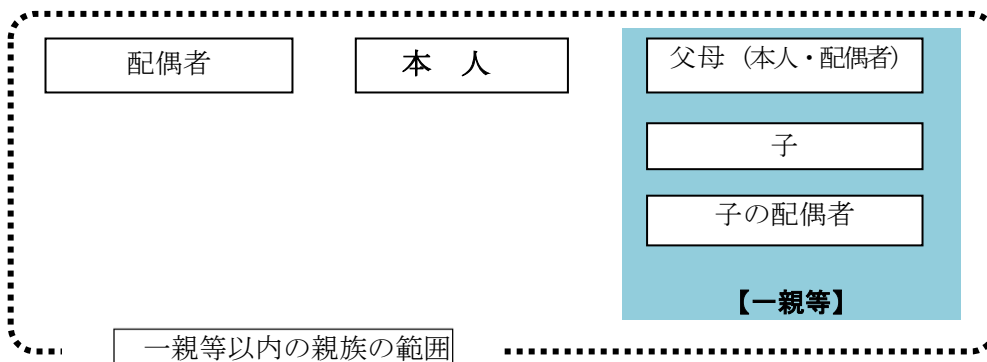 配偶者
本　人
父母（本人・配偶者）
子
子の配偶者
【一親等】
一親等以内の親族の範囲